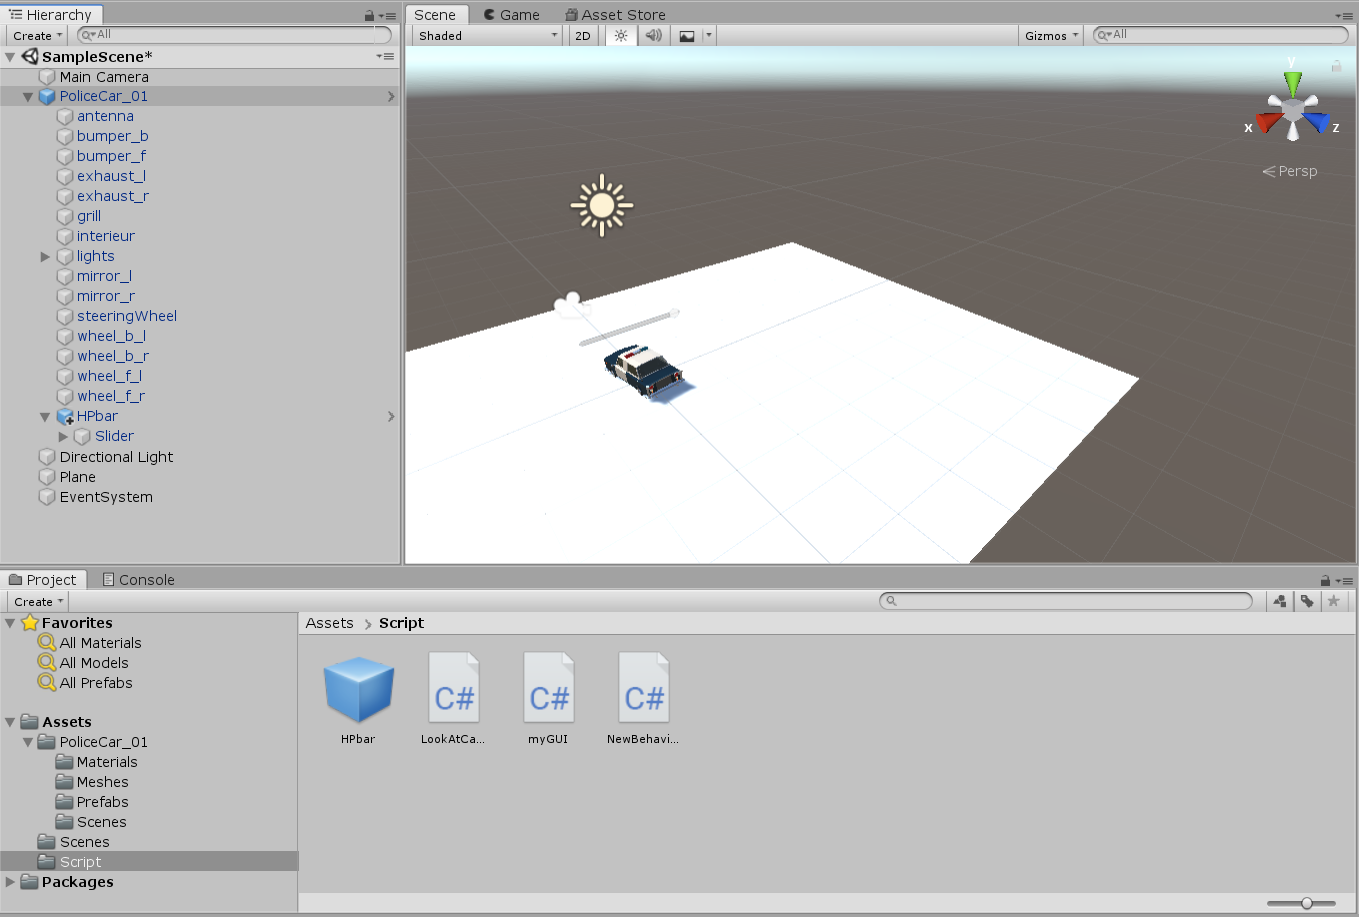 Hierarchy
Create
All
SampleScene*
Main Camera
PoliceCar_01
antenna
bumper_b
bumper_f
exhaust_l
exhaust_r
grill
interieur
lights
mirror_l
mirror_r
steeringWheel
wheel_b_l
wheel_b_r
wheel_f_l
wheel_f_r
HPbar
Slider
Directional Light
Plane
EventSystem
Scene Game Asset Store
Shaded 2D Gizmos All
y
x z
Persp
Project Console
Create
Favorites
All Materials
All Models
All Prefabs
Assets
PoliceCar_01
Materials
Meshes
Prefabs
Scenes
Scenes
Script
Packages
Assets > Script
C# C# C#
HPbar LookAtCa... myGUI NewBehavi...